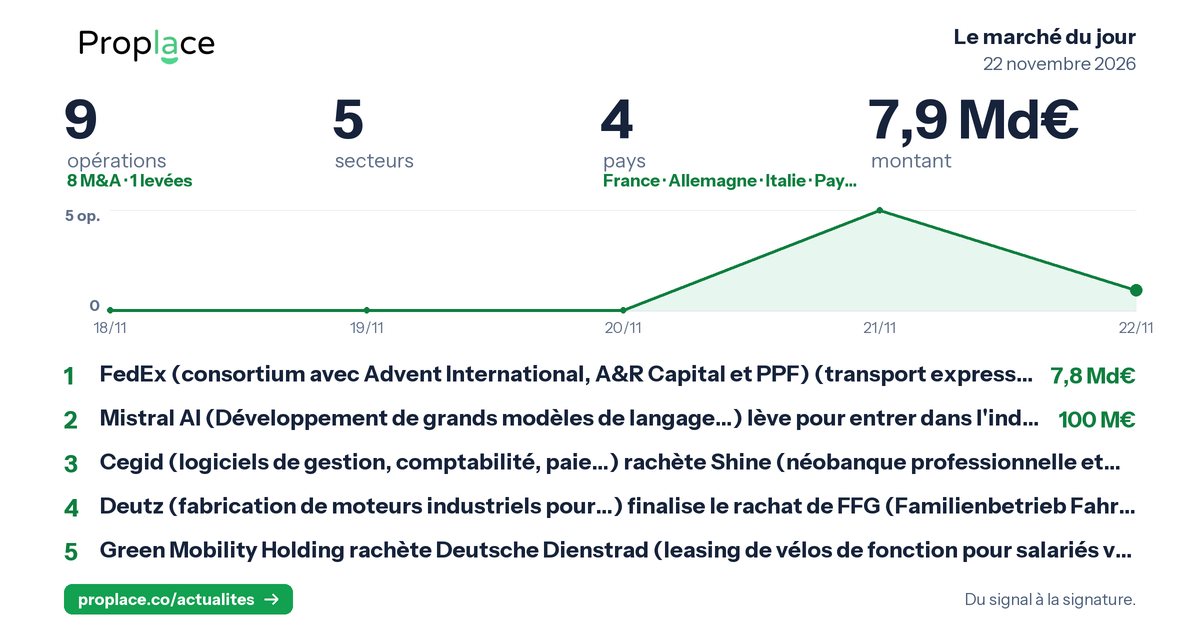 Proplace
Le marché du jour
22 novembre 2026
9
opérations
8 M&A · 1 levées
5
secteurs
4
pays
France · Allemagne · Italie · Pay…
7,9 Md€
montant
5 op.
0
18/11
19/11
20/11
21/11
22/11
1 FedEx (consortium avec Advent International, A&R Capital et PPF) (transport express… 7,8 Md€
2 Mistral AI (Développement de grands modèles de langage…) lève pour entrer dans l'ind… 100 M€
3 Cegid (logiciels de gestion, comptabilité, paie…) rachète Shine (néobanque professionnelle et…
4 Deutz (fabrication de moteurs industriels pour…) finalise le rachat de FFG (Familienbetrieb Fahr…
5 Green Mobility Holding rachète Deutsche Dienstrad (leasing de vélos de fonction pour salariés v…
proplace.co/actualites →
Du signal à la signature.